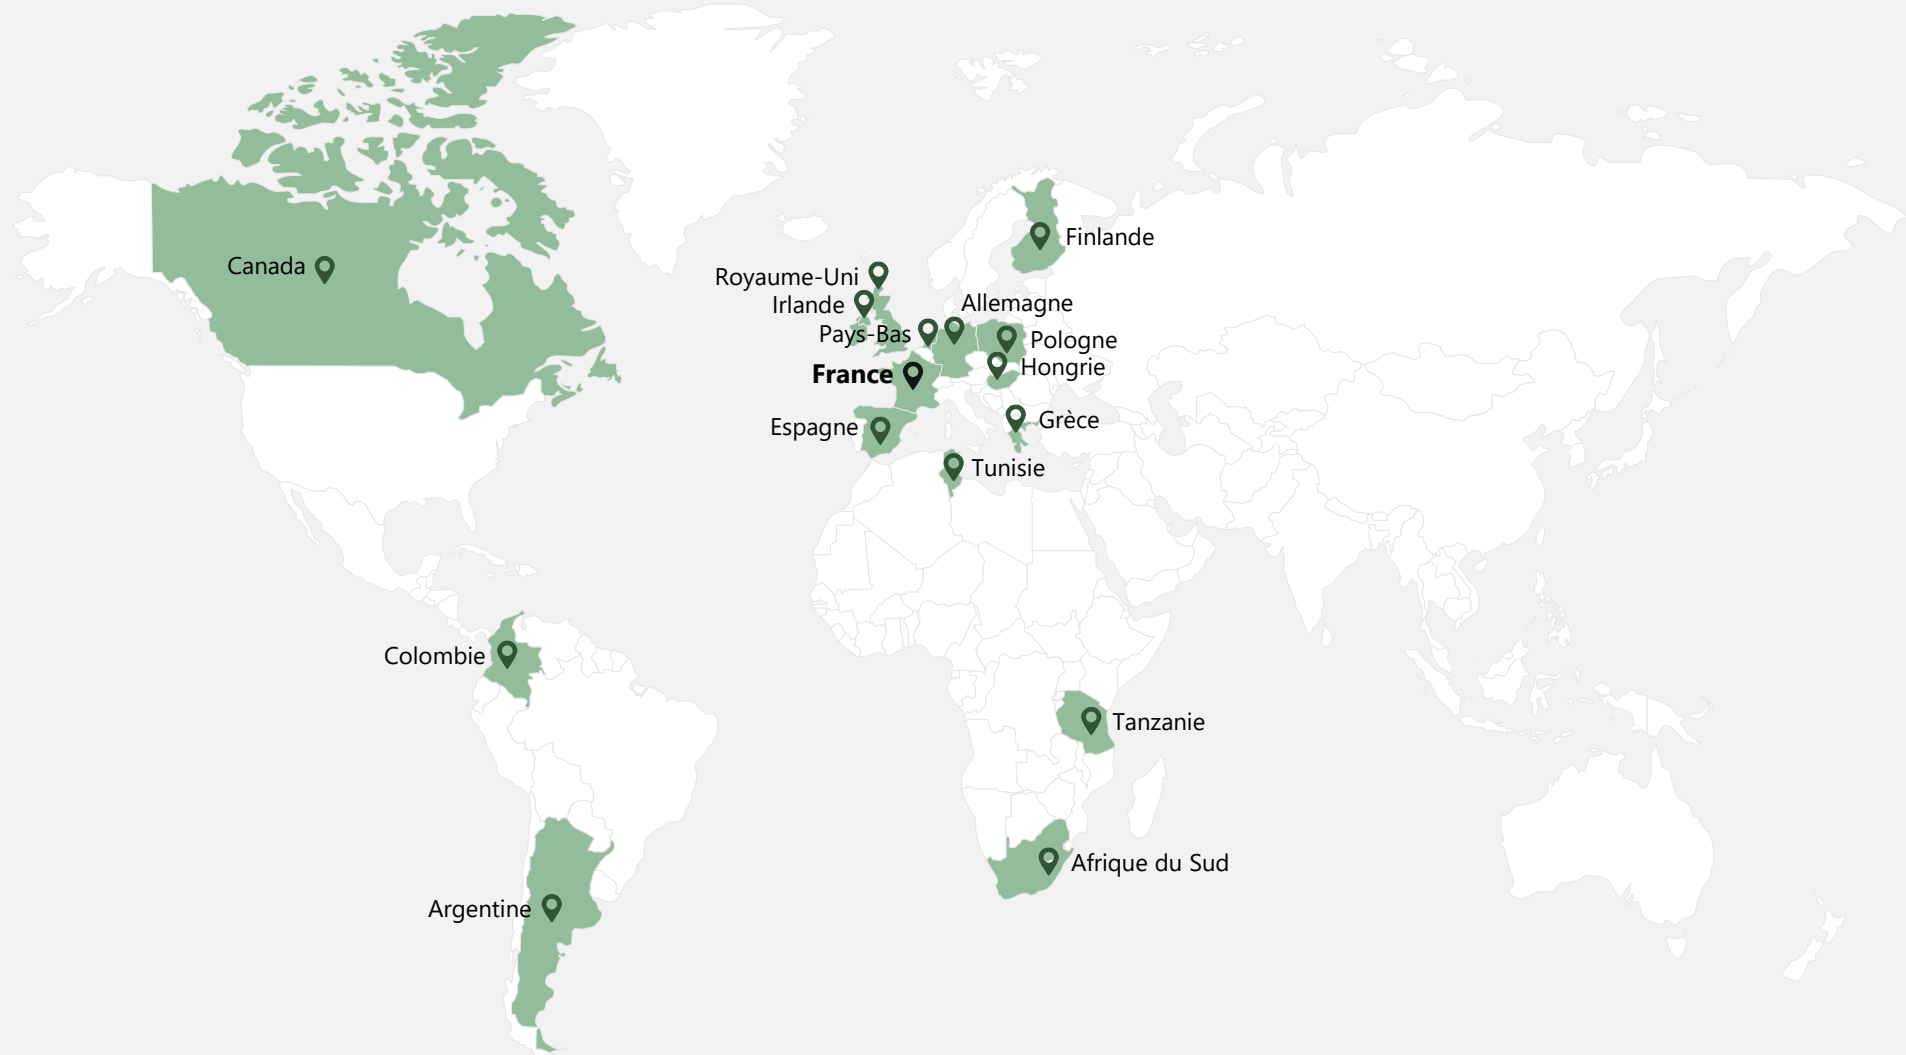 Finlande
Canada
Royaume-Uni
Irlande
Allemagne
Pays-Bas
Pologne
Hongrie
France
Grèce
Espagne
Tunisie
Colombie
Tanzanie
Afrique du Sud
Argentine